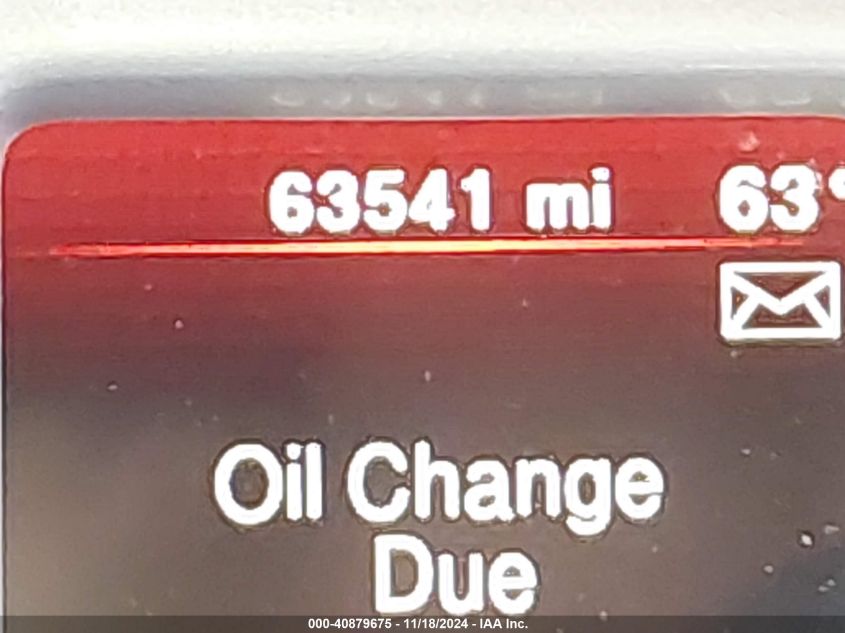 63541 mi 63°
Oil Change
Due
000-40879675 - 11/18/2024 - IAA Inc.